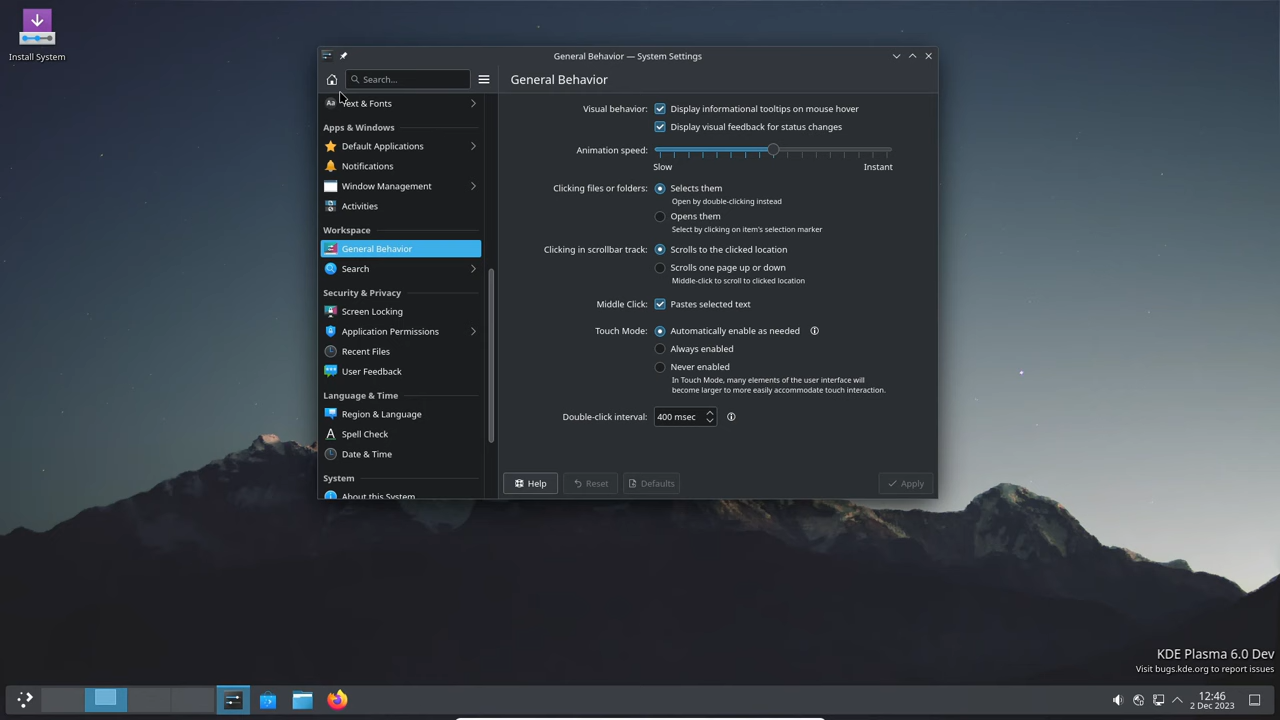 Install System
General Behavior — System Settings
Search...
General Behavior
Text & Fonts
Apps & Windows
Default Applications
Notifications
Window Management
Activities
Workspace
General Behavior
Search
Security & Privacy
Screen Locking
Application Permissions
Recent Files
User Feedback
Language & Time
Region & Language
Spell Check
Date & Time
System
About this System
Visual behavior: Display informational tooltips on mouse hover
Display visual feedback for status changes
Animation speed:
Slow Instant
Clicking files or folders: Selects them
Open by double-clicking instead
Opens them
Select by clicking on item's selection marker
Clicking in scrollbar track: Scrolls to the clicked location
Scrolls one page up or down
Middle-click to scroll to clicked location
Middle Click: Pastes selected text
Touch Mode: Automatically enable as needed
Always enabled
Never enabled
In Touch Mode, many elements of the user interface will
become larger to more easily accommodate touch interaction.
Double-click interval: 400 msec
Help Reset Defaults Apply
KDE Plasma 6.0 Dev
Visit bugs.kde.org to report issues
12:46
2 Dec 2023